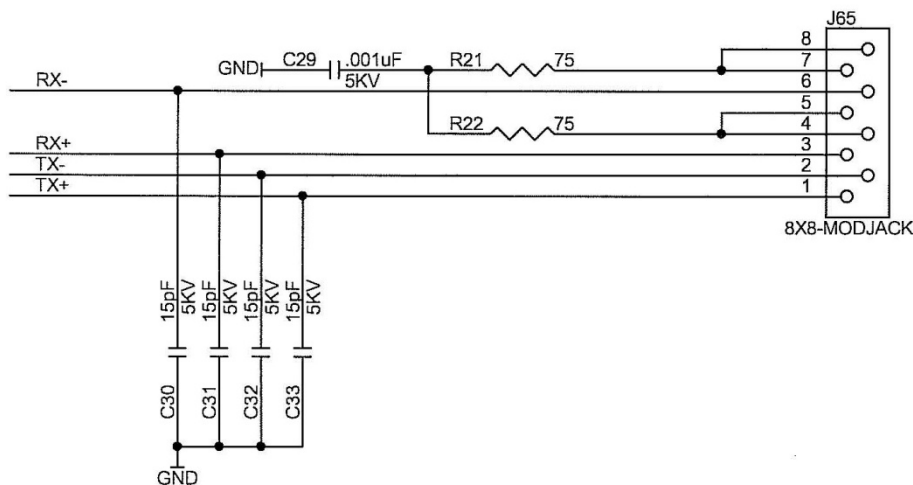 J65
8
GND C29 .001uF R21 75 7
5KV
RX- 6
5
R22 75 4
RX+ 3
TX- 2
TX+ 1
8X8-MODJACK
15pF 5KV 15pF 5KV 15pF 5KV 15pF 5KV
C30 C31 C32 C33
GND